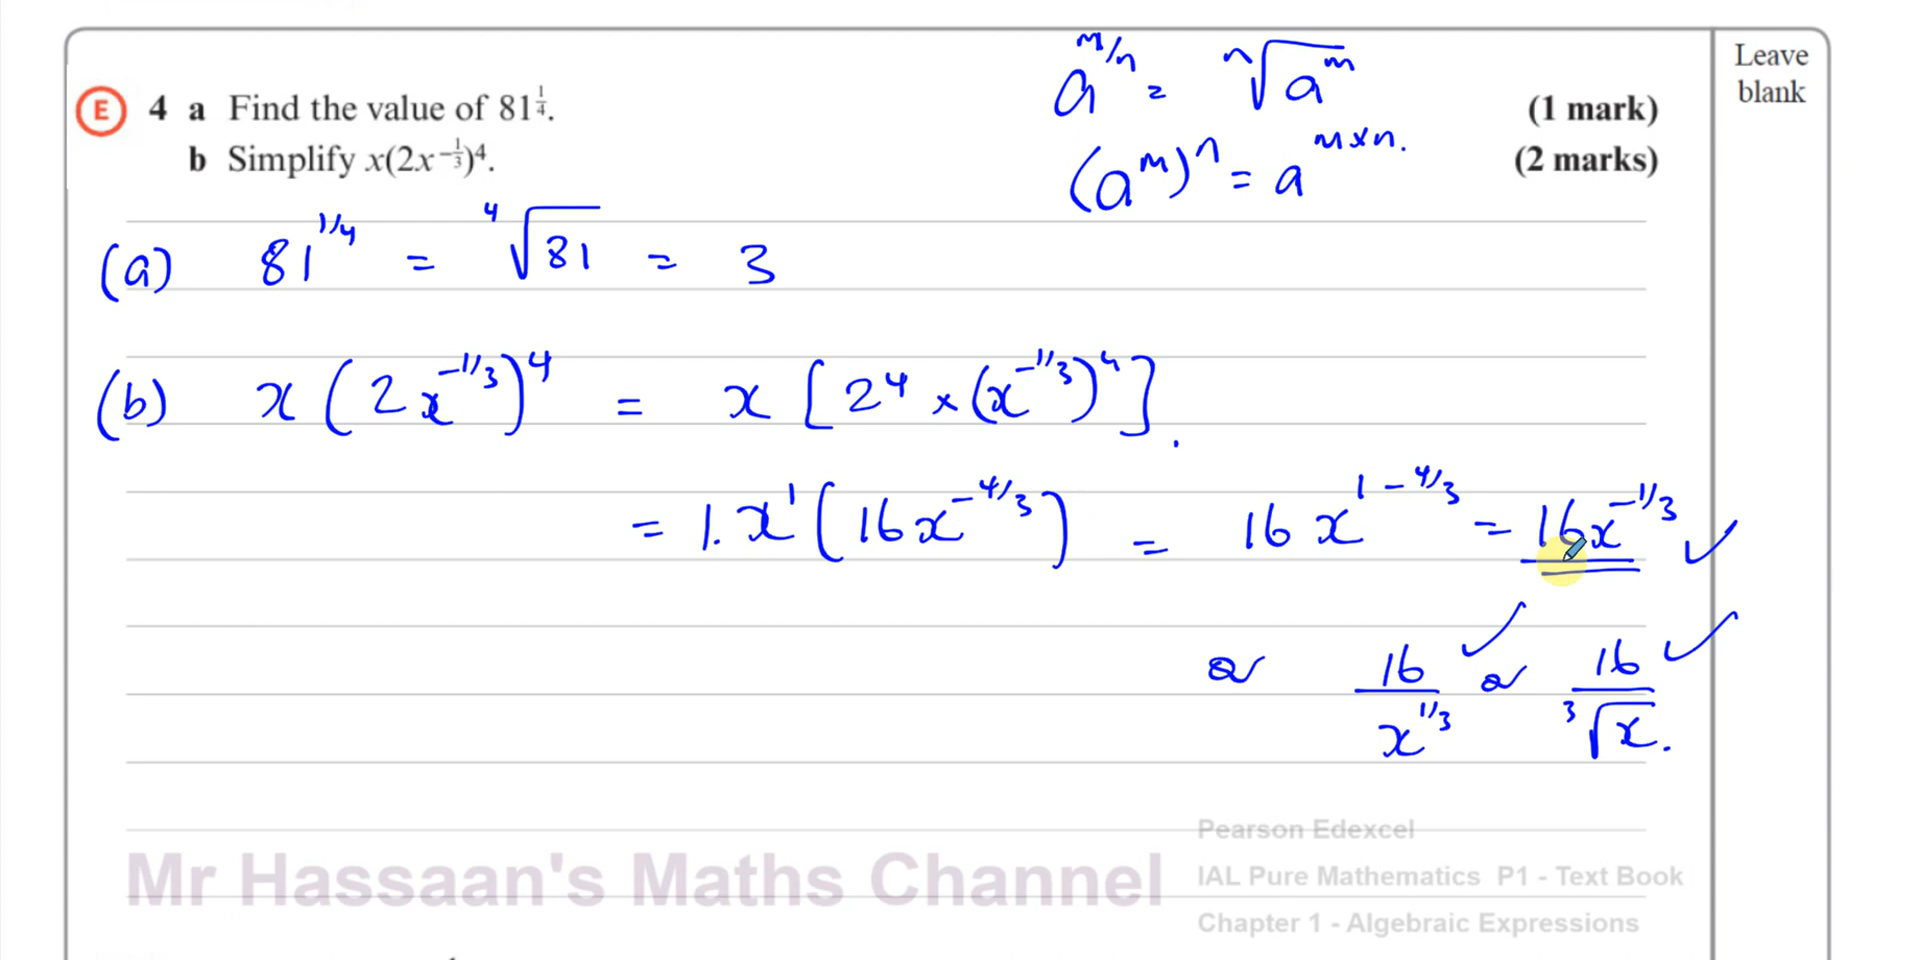 Leave
blank
E 4 a Find the value of 81^(1/4). (1 mark)
b Simplify x(2x^(-1/3))^4. (2 marks)
a^(m/n) = ⁿ√(a^m)
(a^m)^n = a^(m×n).
(a) 81^(1/4) = ⁴√81 = 3
(b) x(2x^(-1/3))^4 = x[2^4 × (x^(-1/3))^4].
= 1.x^1(16x^(-4/3)) = 16x^(1-4/3) = 16x^(-1/3) ✓
or 16/x^(1/3) ✓ or 16/³√x. ✓
Pearson Edexcel
Mr Hassaan's Maths Channel
IAL Pure Mathematics P1 - Text Book
Chapter 1 - Algebraic Expressions